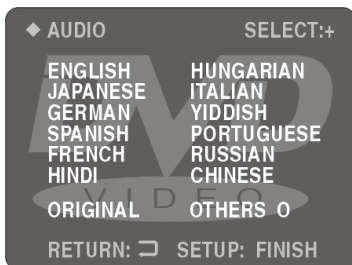 ◆ AUDIO SELECT:+
ENGLISH HUNGARIAN
JAPANESE ITALIAN
GERMAN YIDDISH
SPANISH PORTUGUESE
FRENCH RUSSIAN
HINDI CHINESE
VIDEO
ORIGINAL OTHERS O
RETURN: ⊃ SETUP: FINISH